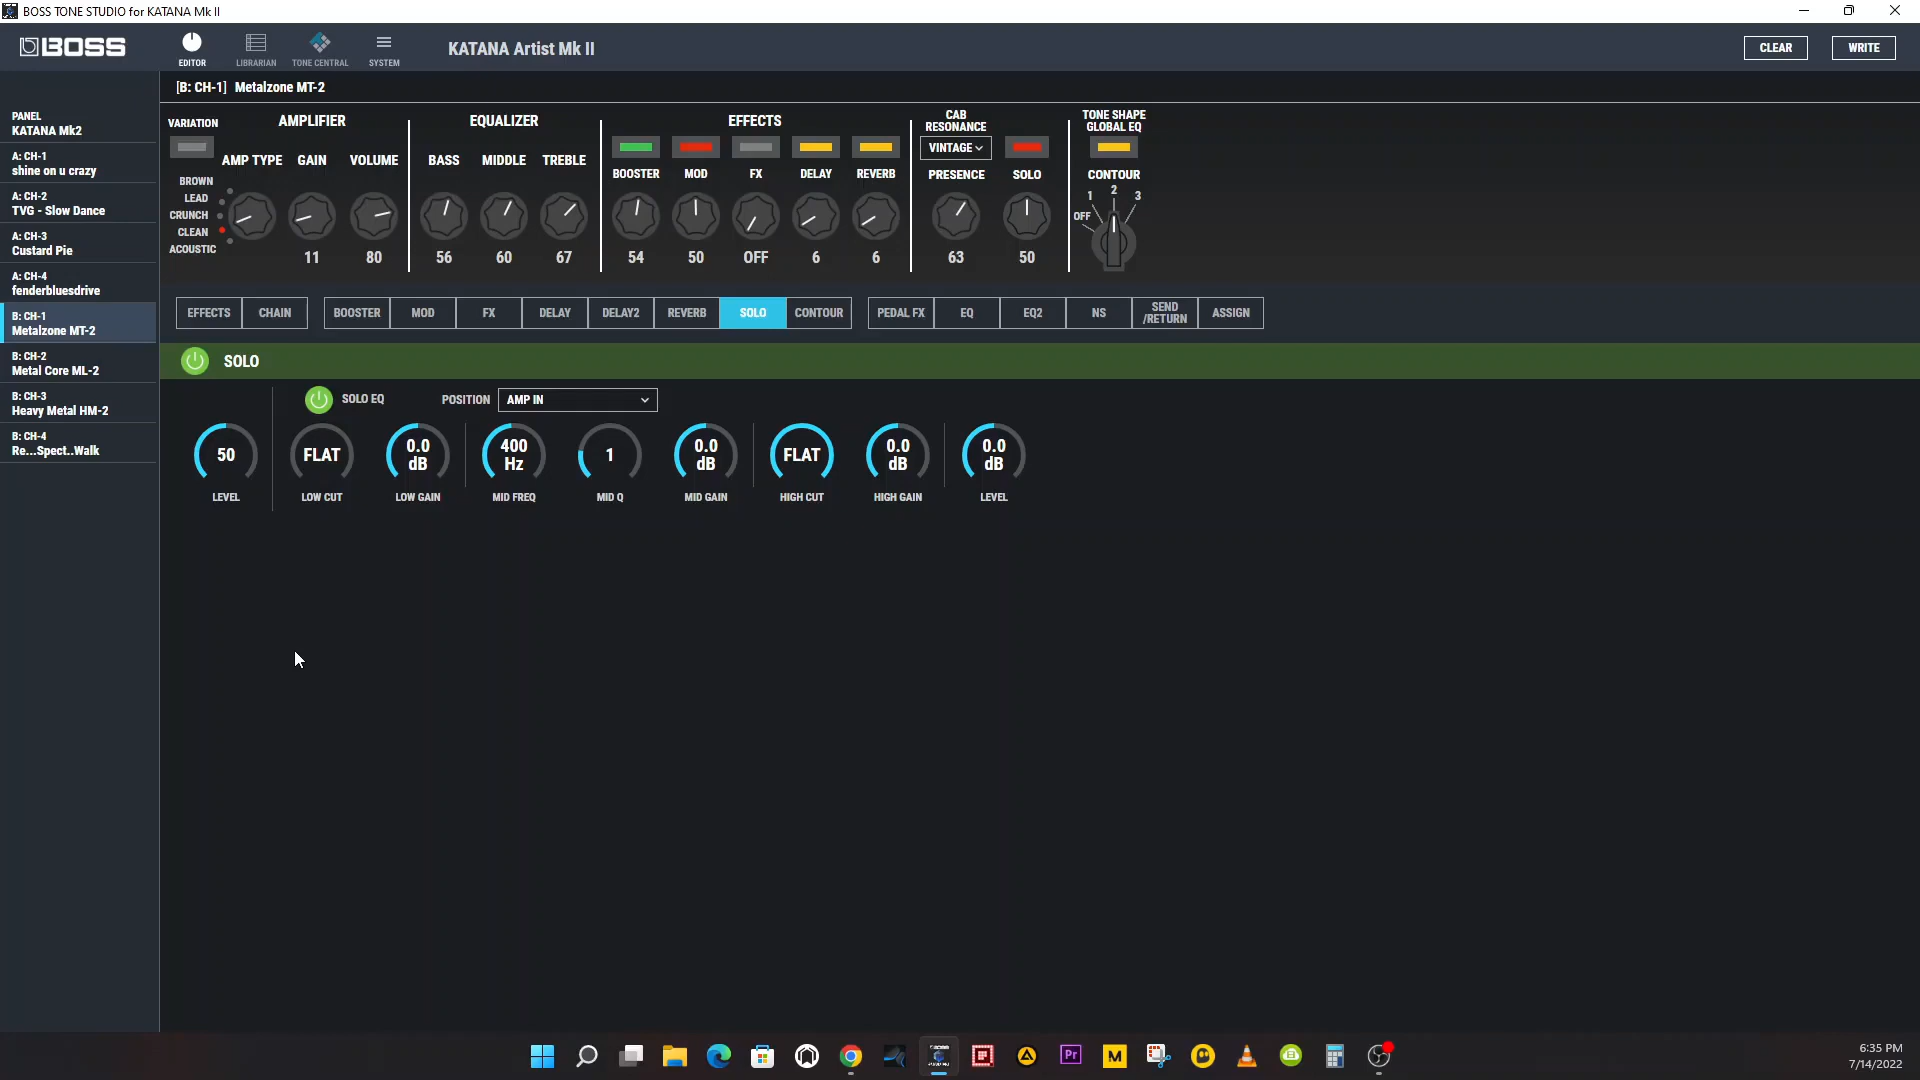 BOSS TONE STUDIO for KATANA Mk II
BOSS
EDITOR
LIBRARIAN
TONE CENTRAL
SYSTEM
KATANA Artist Mk II
CLEAR
WRITE
[B: CH-1] Metalzone MT-2
PANEL
KATANA Mk2
A: CH-1
shine on u crazy
A: CH-2
TVG - Slow Dance
A: CH-3
Custard Pie
A: CH-4
fenderbluesdrive
B: CH-1
Metalzone MT-2
B: CH-2
Metal Core ML-2
B: CH-3
Heavy Metal HM-2
B: CH-4
Re...Spect..Walk
VARIATION
AMPLIFIER
AMP TYPE GAIN VOLUME
BROWN
LEAD
CRUNCH
CLEAN
ACOUSTIC
11 80
EQUALIZER
BASS MIDDLE TREBLE
56 60 67
EFFECTS
BOOSTER MOD FX DELAY REVERB
54 50 OFF 6 6
CAB
RESONANCE
VINTAGE
PRESENCE SOLO
63 50
TONE SHAPE
GLOBAL EQ
CONTOUR
OFF 1 2 3
EFFECTS CHAIN BOOSTER MOD FX DELAY DELAY2 REVERB SOLO CONTOUR PEDAL FX EQ EQ2 NS SEND
/RETURN ASSIGN
SOLO
SOLO EQ
POSITION AMP IN
50
LEVEL
FLAT
LOW CUT
0.0
dB
LOW GAIN
400
Hz
MID FREQ
1
MID Q
0.0
dB
MID GAIN
FLAT
HIGH CUT
0.0
dB
HIGH GAIN
0.0
dB
LEVEL
Pr
M
6:35 PM
7/14/2022